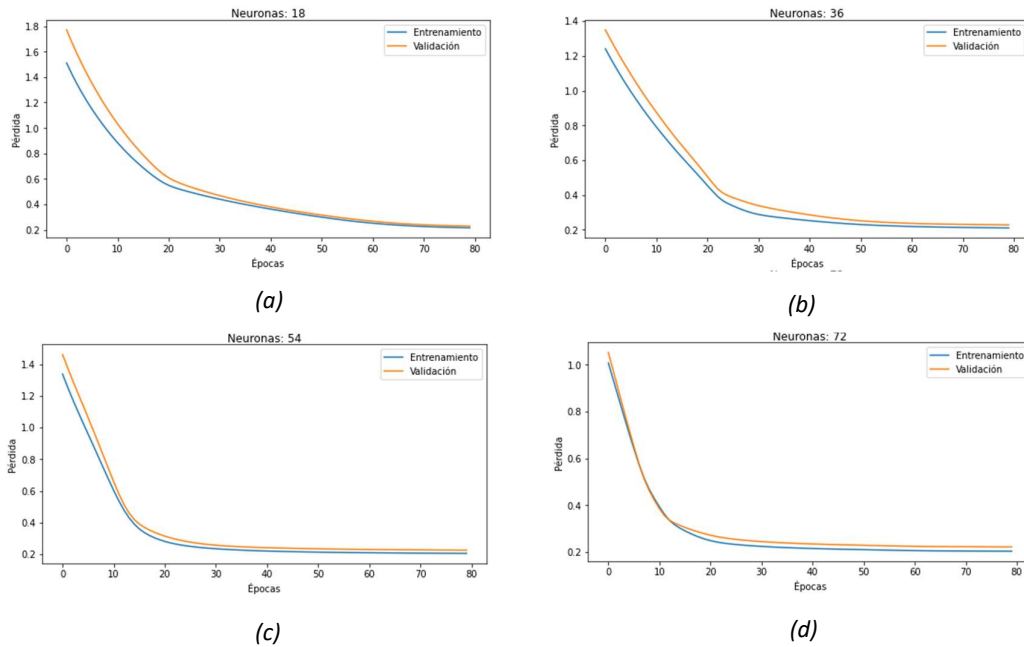 Neuronas: 18
1.8
1.6
1.4
1.2
1.0
0.8
0.6
0.4
0.2
Pérdida
Entrenamiento
Validación
0 10 20 30 40 50 60 70 80
Épocas
(a)
Neuronas: 36
1.4
1.2
1.0
0.8
0.6
0.4
0.2
Pérdida
Entrenamiento
Validación
0 10 20 30 40 50 60 70 80
Épocas
(b)
Neuronas: 54
1.4
1.2
1.0
0.8
0.6
0.4
0.2
Pérdida
Entrenamiento
Validación
0 10 20 30 40 50 60 70 80
Épocas
(c)
Neuronas: 72
1.0
0.8
0.6
0.4
0.2
Pérdida
Entrenamiento
Validación
0 10 20 30 40 50 60 70 80
Épocas
(d)